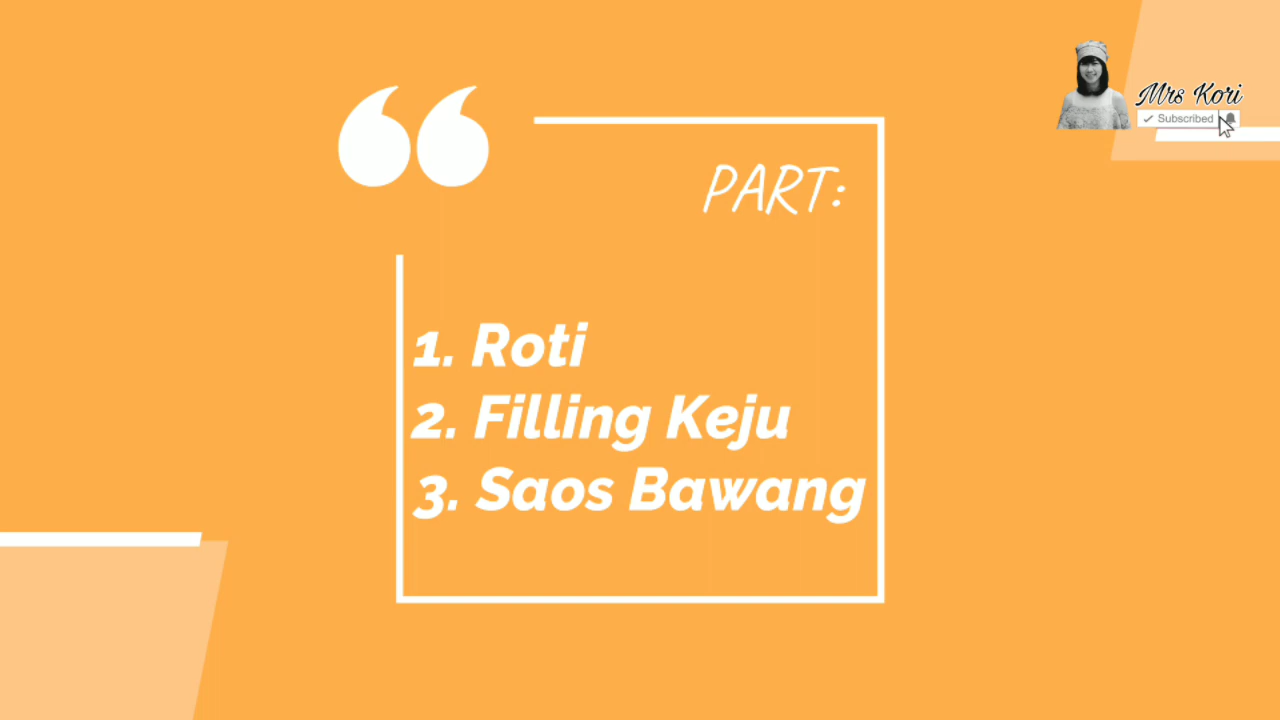 Mrs Kori
Subscribed
PART:
1. Roti
2. Filling Keju
3. Saos Bawang